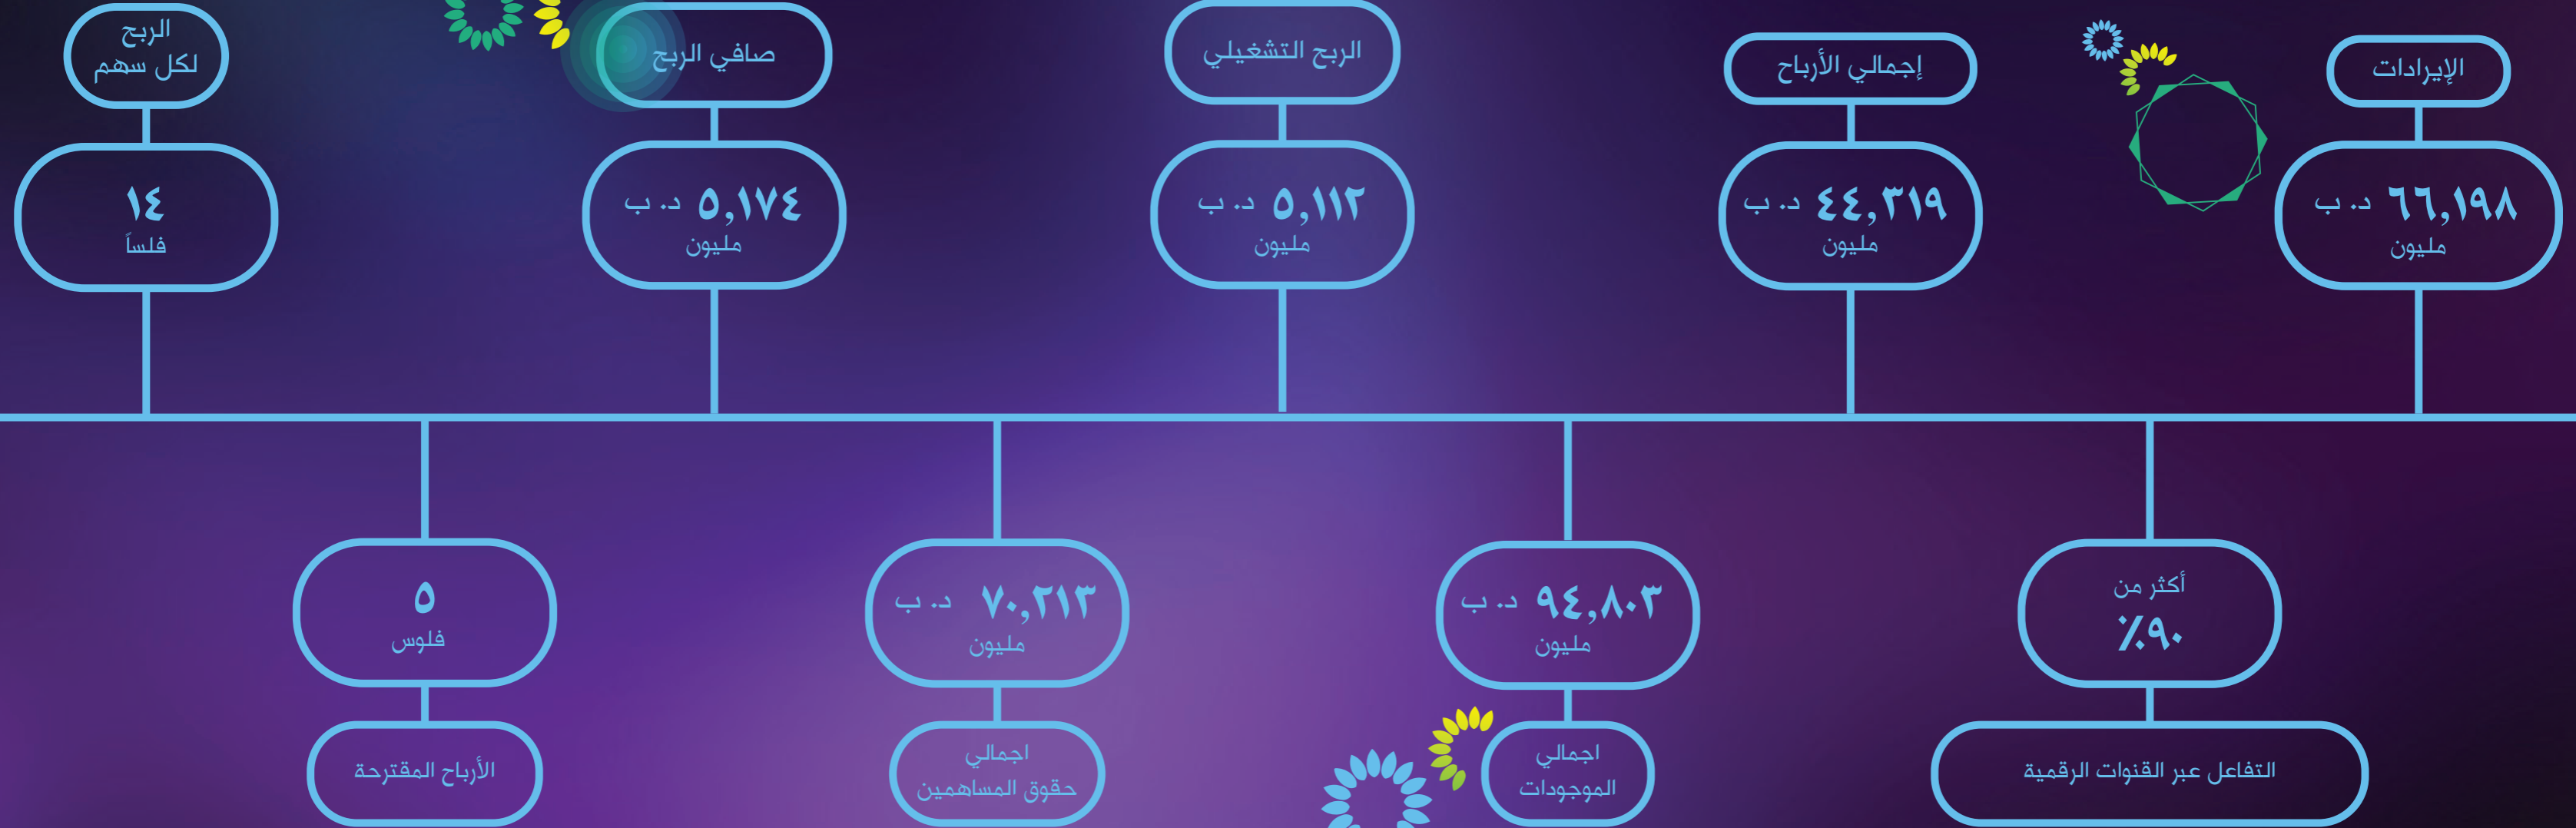 الإيرادات
٦٦,١٩٨ د. ب
مليون
إجمالي الأرباح
٤٤,٣١٩ د. ب
مليون
الربح التشغيلي
٥,١١٢ د. ب
مليون
صافي الربح
٥,١٧٤ د. ب
مليون
الربح
لكل سهم
١٤
فلساً
أكثر من
٩٠٪
التفاعل عبر القنوات الرقمية
٩٤,٨٠٣ د. ب
مليون
اجمالي
الموجودات
٧٠,٢١٣ د. ب
مليون
اجمالي
حقوق المساهمين
٥
فلوس
الأرباح المقترحة